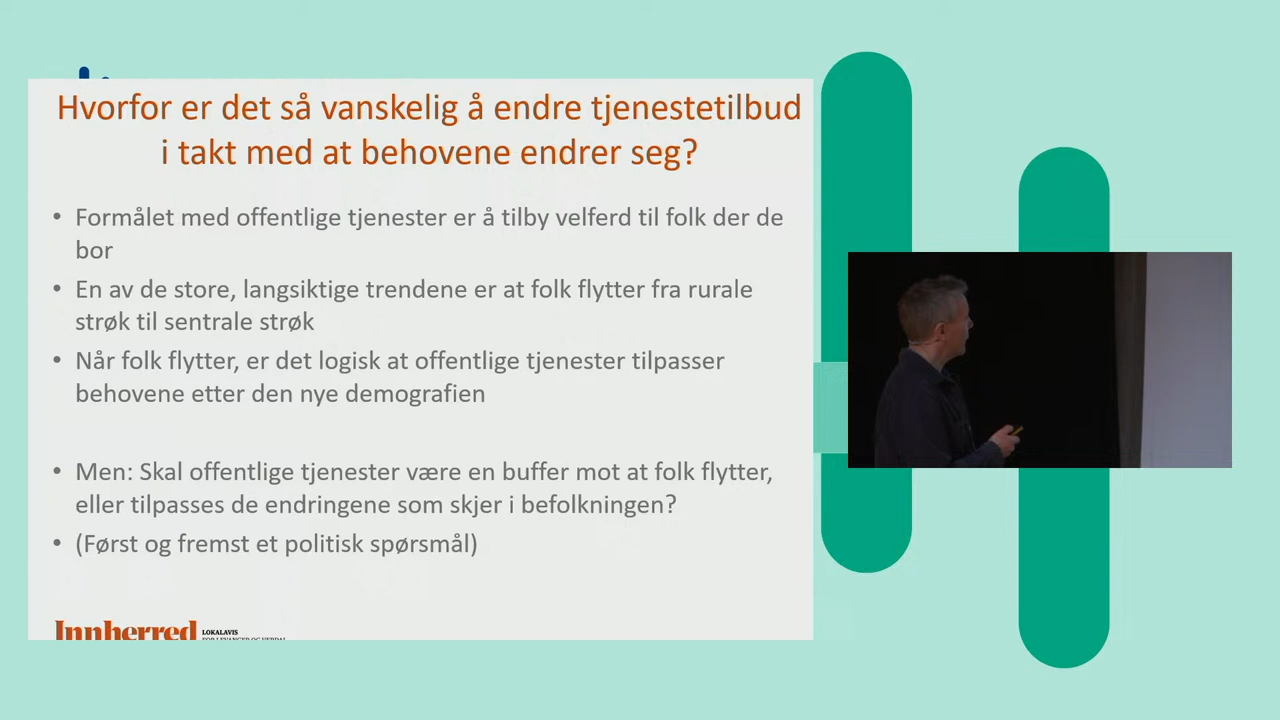 Hvorfor er det så vanskelig å endre tjenestetilbud
i takt med at behovene endrer seg?
• Formålet med offentlige tjenester er å tilby velferd til folk der de
bor
• En av de store, langsiktige trendene er at folk flytter fra rurale
strøk til sentrale strøk
• Når folk flytter, er det logisk at offentlige tjenester tilpasser
behovene etter den nye demografien
• Men: Skal offentlige tjenester være en buffer mot at folk flytter,
eller tilpasses de endringene som skjer i befolkningen?
• (Først og fremst et politisk spørsmål)
Innherred LOKALAVIS